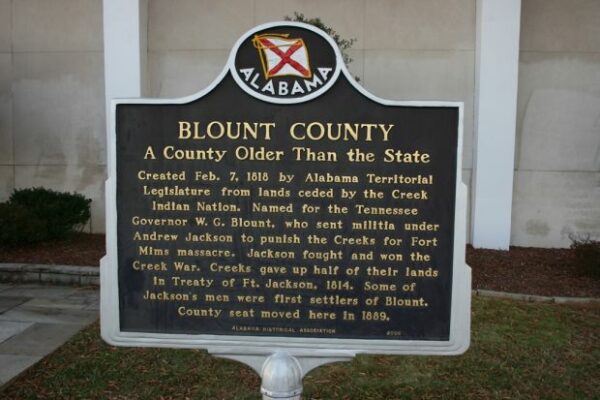 ALABAMA
BLOUNT COUNTY
A County Older Than the State
Created Feb. 7, 1818 by Alabama Territorial
Legislature from lands ceded by the Creek
Indian Nation. Named for the Tennessee
Governor W. G. Blount, who sent militia under
Andrew Jackson to punish the Creeks for Fort
Mims massacre. Jackson fought and won the
Creek War. Creeks gave up half of their lands
in Treaty of Ft. Jackson, 1814. Some of
Jackson's men were first settlers of Blount.
County seat moved here in 1889.
ALABAMA HISTORICAL ASSOCIATION